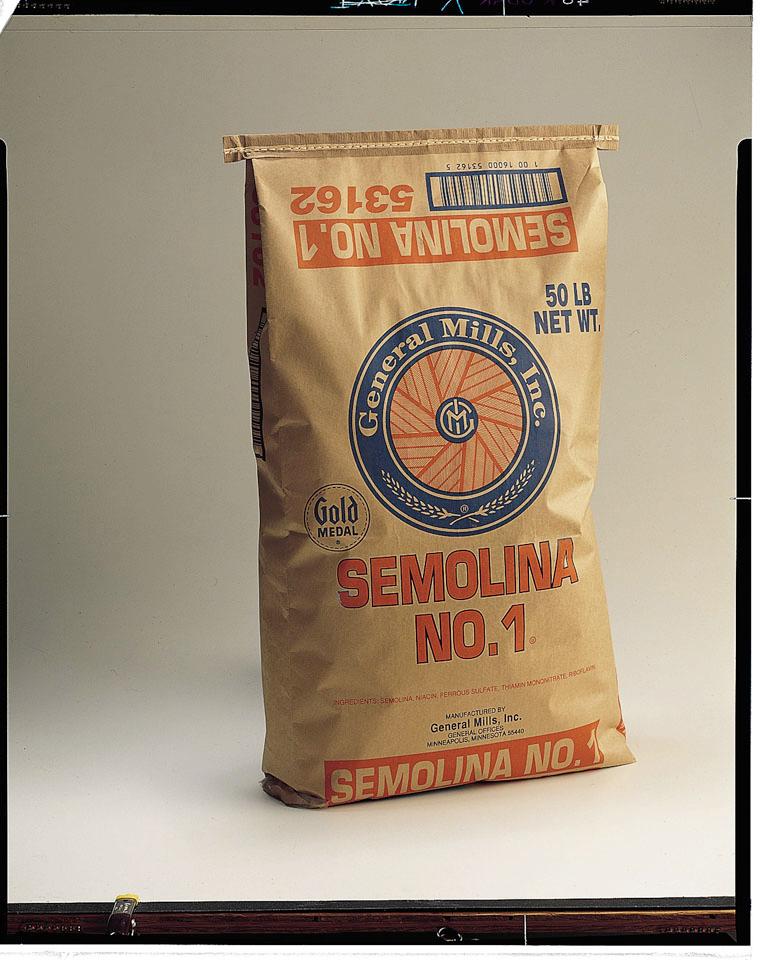 1 00 16000 53162 5
53162
SEMOLINA NO.1
50 LB
NET WT.
General Mills, Inc.
GM
®
Gold
MEDAL
SEMOLINA
NO.1
INGREDIENTS: SEMOLINA, NIACIN, FERROUS SULFATE, THIAMIN MONONITRATE, RIBOFLAVIN
MANUFACTURED BY
General Mills, Inc.
GENERAL OFFICES
MINNEAPOLIS, MINNESOTA 55440
SEMOLINA NO. 1